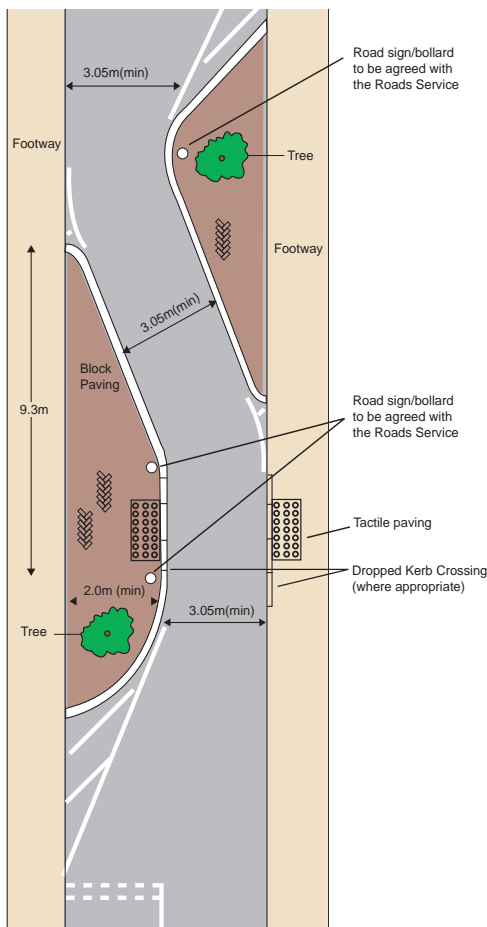 3.05m(min)
Road sign/bollard
to be agreed with
the Roads Service
Footway
Tree
Footway
3.05m(min)
Block
Paving
9.3m
Road sign/bollard
to be agreed with
the Roads Service
Tactile paving
Dropped Kerb Crossing
(where appropriate)
2.0m (min)
3.05m(min)
Tree